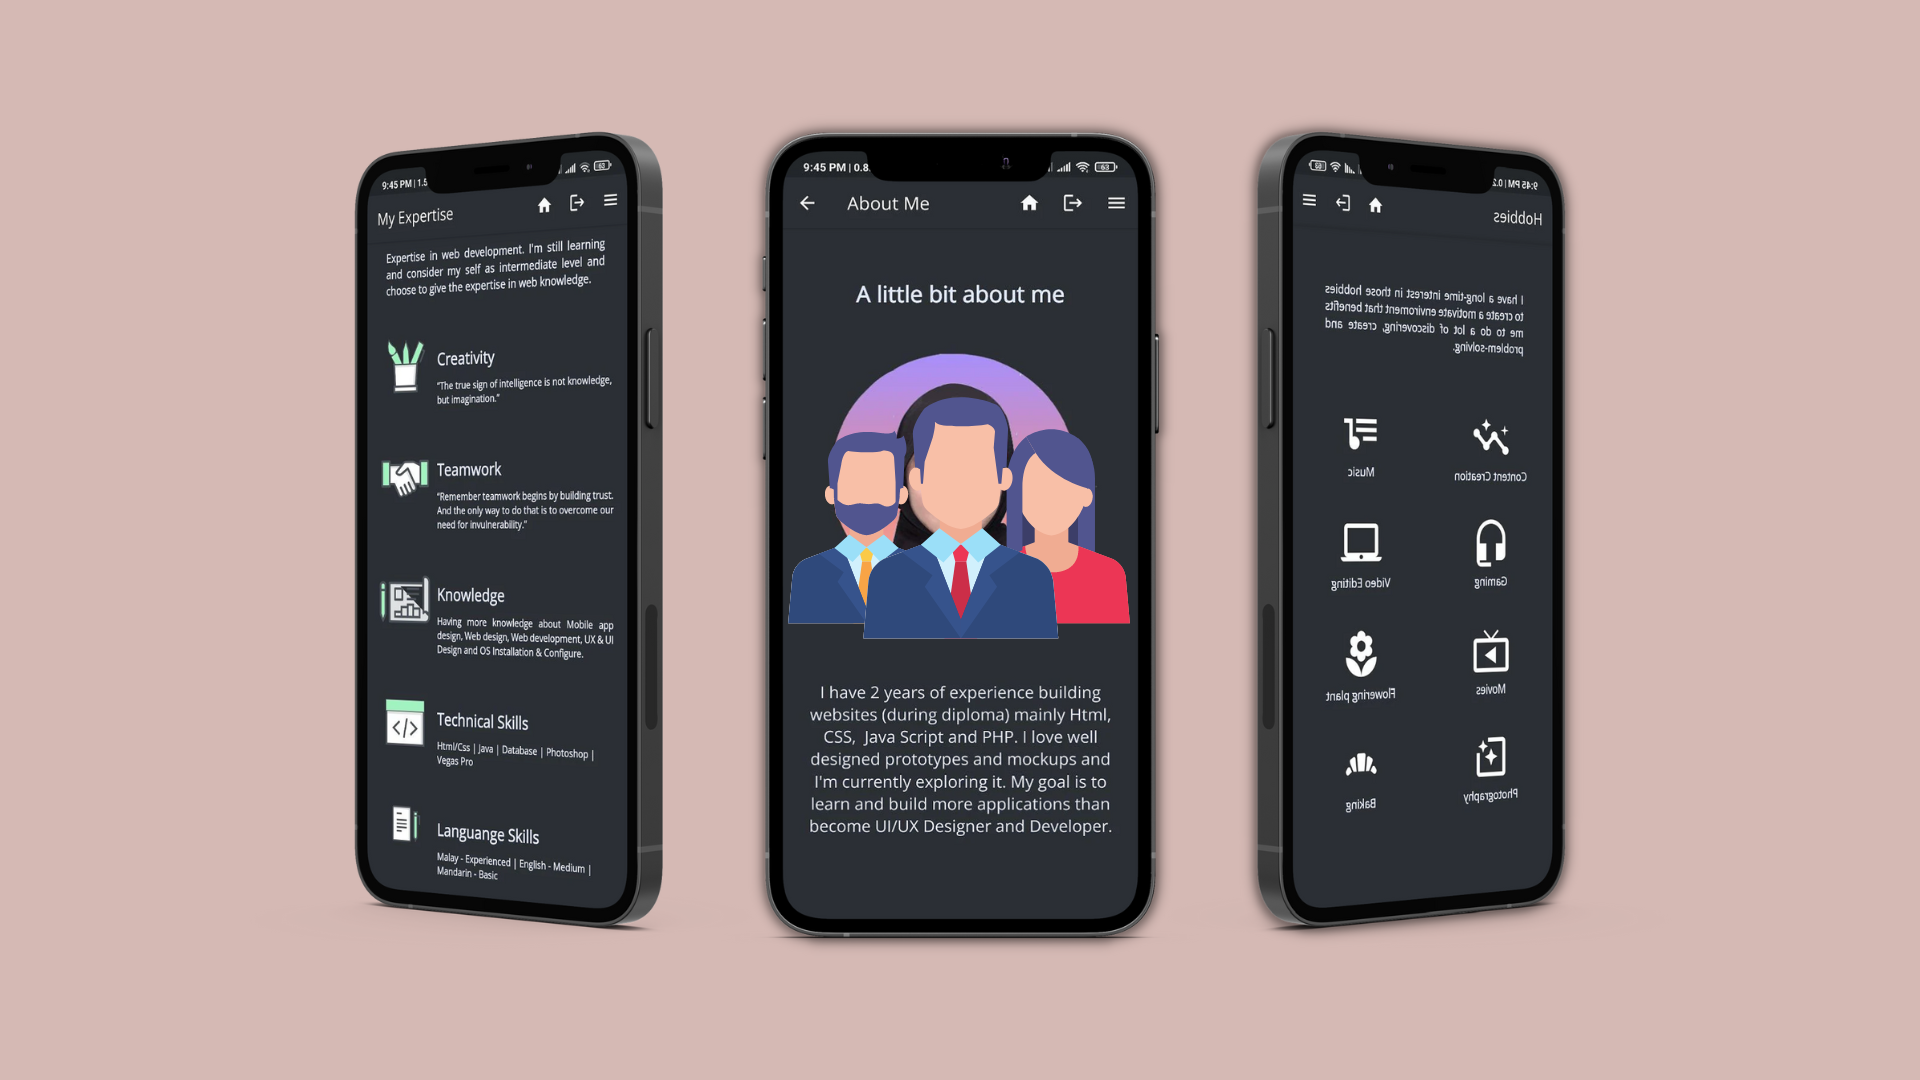 9:45 PM | 1.5
63
My Expertise
Expertise in web development. I'm still learning
and consider my self as intermediate level and
choose to give the expertise in web knowledge.
Creativity
"The true sign of intelligence is not knowledge,
but imagination."
Teamwork
"Remember teamwork begins by building trust.
And the only way to do that is to overcome our
need for invulnerability."
Knowledge
Having more knowledge about Mobile app
design, Web design, Web development, UX & UI
Design and OS Installation & Configure.
Technical Skills
Html/Css | Java | Database | Photoshop |
Vegas Pro
Languange Skills
Malay - Experienced | English - Medium |
Mandarin - Basic
9:45 PM | 0.8
63
About Me
A little bit about me
I have 2 years of experience building
websites (during diploma) mainly Html,
CSS, Java Script and PHP. I love well
designed prototypes and mockups and
I'm currently exploring it. My goal is to
learn and build more applications than
become UI/UX Designer and Developer.
9:45 PM | 0.2
63
Hobbies
I have a long-time interest in those hobbies
to create a motivate enviroment that benefits
me to do a lot of discovering, create and
problem-solving.
Content Creation
Music
Gaming
Video Editing
Movies
Flowering plant
Photography
Baking